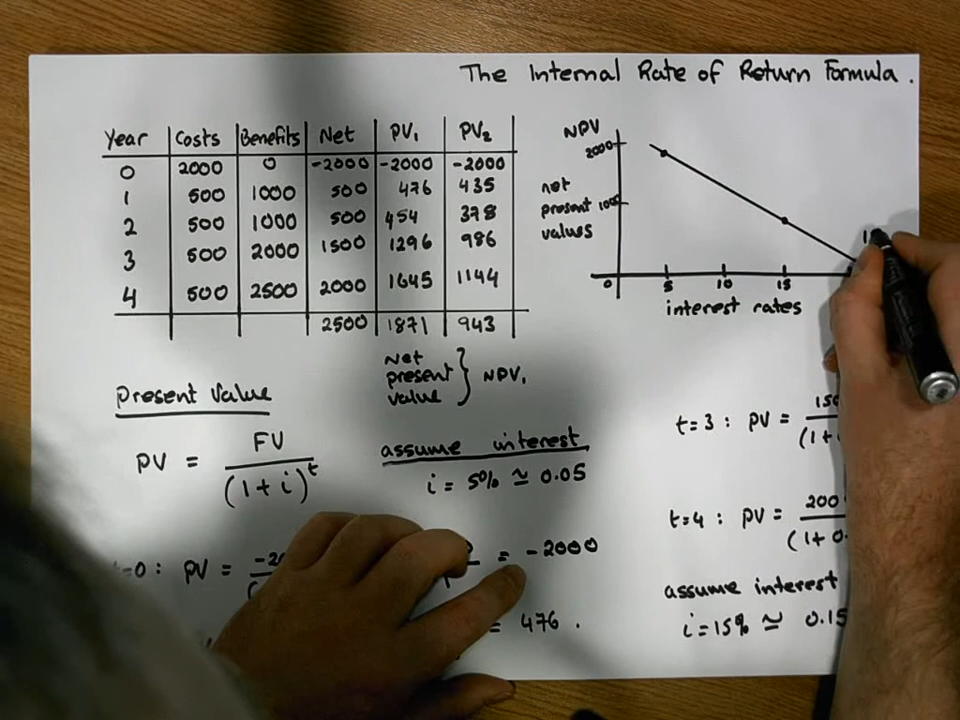 The Internal Rate of Return Formula.
Year Costs Benefits Net PV₁ PV₂
0 2000 0 -2000 -2000 -2000
1 500 1000 500 476 435
2 500 1000 500 454 378
3 500 2000 1500 1296 986
4 500 2500 2000 1645 1144
2500 1871 943
NPV
2000
net
present 1000
values
0 5 10 15
interest rates
Net
present } NPV₁
value
Present Value
PV = FV / (1 + i)^t
assume interest
i = 5% ≃ 0.05
t=3 : PV =
t=4 : PV =
=0 : PV = = -2000
= 476 .
assume interest
i = 15% ≃ 0.15